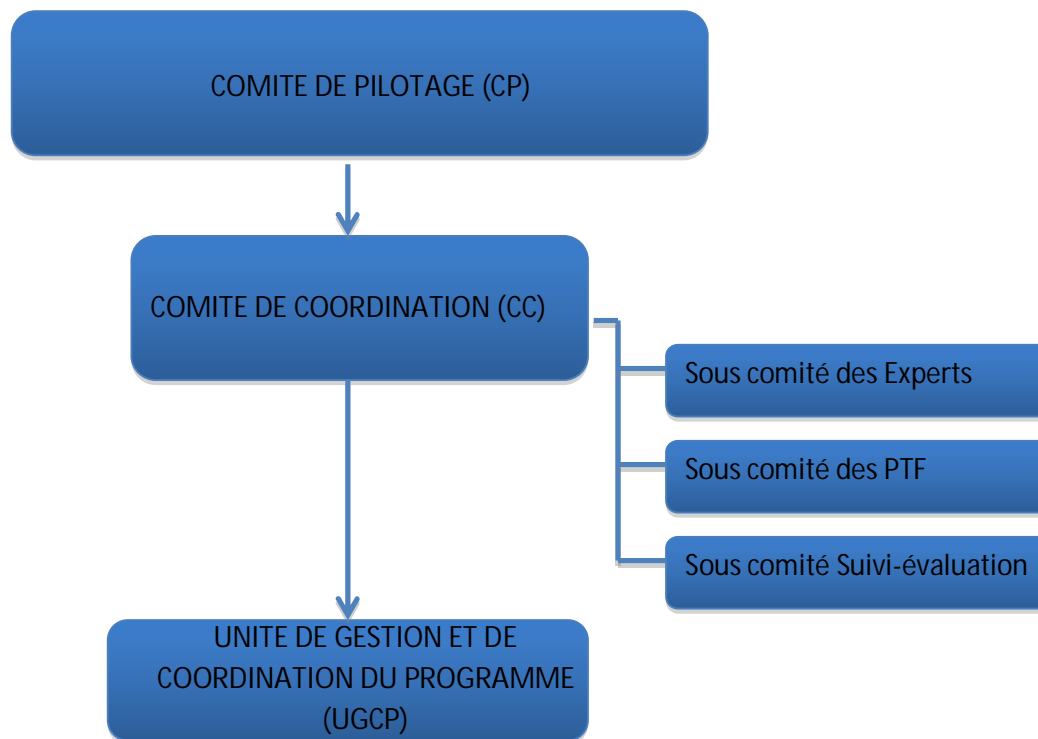 COMITE DE PILOTAGE (CP)
COMITE DE COORDINATION (CC)
Sous comité des Experts
Sous comité des PTF
Sous comité Suivi-évaluation
UNITE DE GESTION ET DE
COORDINATION DU PROGRAMME
(UGCP)